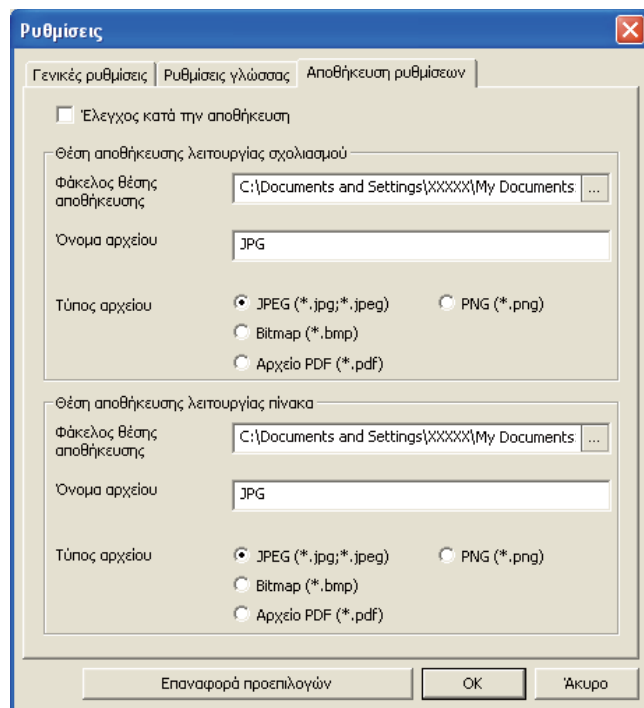 Ρυθμίσεις
Γενικές ρυθμίσεις Ρυθμίσεις γλώσσας Αποθήκευση ρυθμίσεων
Έλεγχος κατά την αποθήκευση
Θέση αποθήκευσης λειτουργίας σχολιασμού
Φάκελος θέσης
αποθήκευσης
C:\Documents and Settings\XXXXX\My Documents ...
Όνομα αρχείου JPG
Τύπος αρχείου JPEG (*.jpg;*.jpeg) PNG (*.png)
Bitmap (*.bmp)
Αρχείο PDF (*.pdf)
Θέση αποθήκευσης λειτουργίας πίνακα
Φάκελος θέσης
αποθήκευσης
C:\Documents and Settings\XXXXX\My Documents ...
Όνομα αρχείου JPG
Τύπος αρχείου JPEG (*.jpg;*.jpeg) PNG (*.png)
Bitmap (*.bmp)
Αρχείο PDF (*.pdf)
Επαναφορά προεπιλογών OK Άκυρο